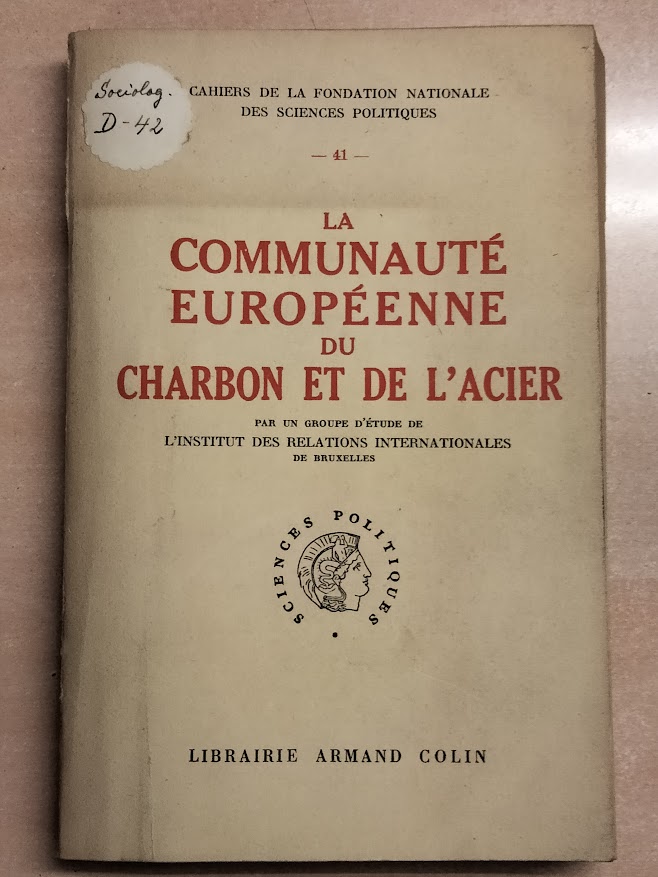 Sociolog.
D-42
CAHIERS DE LA FONDATION NATIONALE
DES SCIENCES POLITIQUES
— 41 —
LA
COMMUNAUTÉ
EUROPÉENNE
DU
CHARBON ET DE L'ACIER
PAR UN GROUPE D'ÉTUDE DE
L'INSTITUT DES RELATIONS INTERNATIONALES
DE BRUXELLES
SCIENCES POLITIQUES
LIBRAIRIE ARMAND COLIN